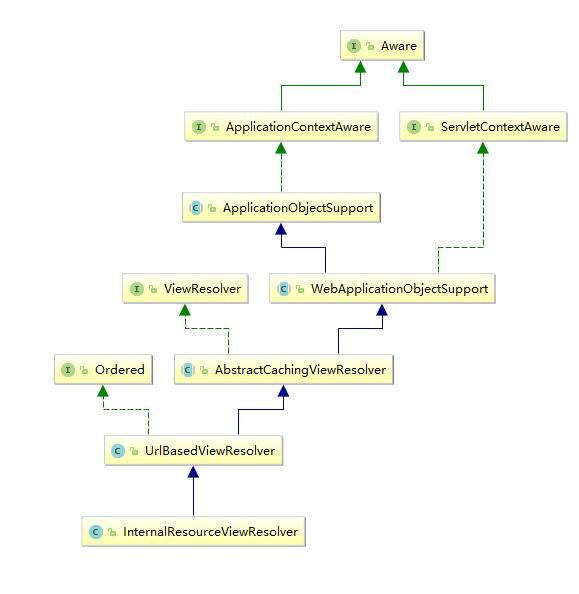 I Aware
I ApplicationContextAware
I ServletContextAware
C ApplicationObjectSupport
I ViewResolver
C WebApplicationObjectSupport
I Ordered
C AbstractCachingViewResolver
C UrlBasedViewResolver
C InternalResourceViewResolver